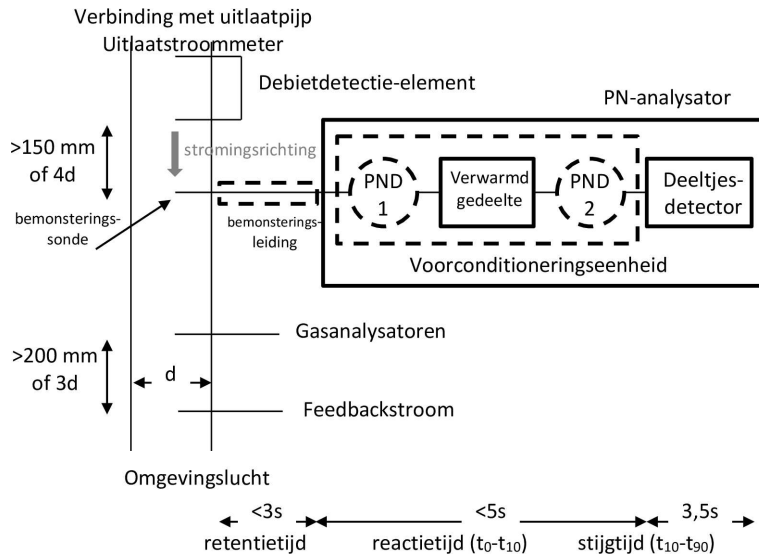 Verbinding met uitlaatpijp
Uitlaatstroommeter
Debietdetectie-element
PN-analysator
>150 mm
of 4d
stromingsrichting
PND
1
Verwarmd
gedeelte
PND
2
Deeltjes-
detector
bemonsterings-
sonde
bemonsterings-
leiding
Voorconditioneringseenheid
Gasanalysatoren
>200 mm
of 3d
d
Feedbackstroom
Omgevingslucht
<3s
<5s
3,5s
retentietijd
reactietijd (t0-t10)
stijgtijd (t10-t90)